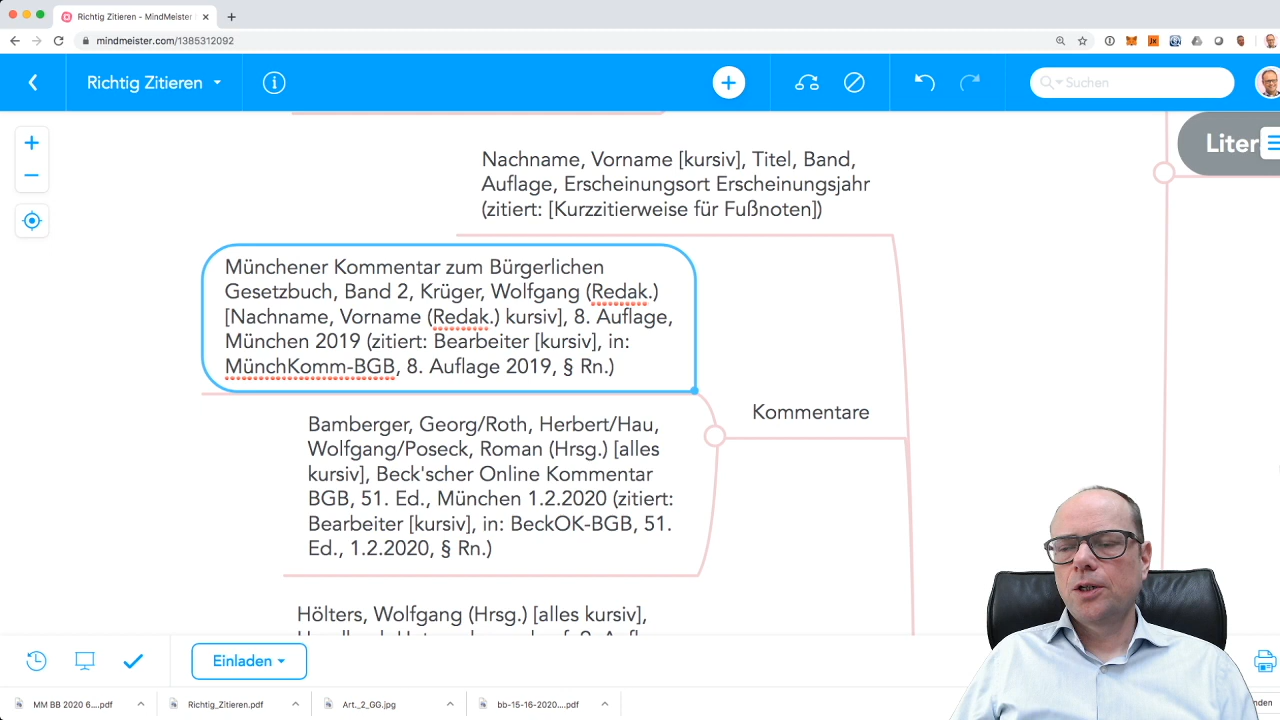 Richtig Zitieren - MindMeister
mindmeister.com/1385312092
Richtig Zitieren
Suchen
Nachname, Vorname [kursiv], Titel, Band,
Auflage, Erscheinungsort Erscheinungsjahr
(zitiert: [Kurzzitierweise für Fußnoten])
Liter
Münchener Kommentar zum Bürgerlichen
Gesetzbuch, Band 2, Krüger, Wolfgang (Redak.)
[Nachname, Vorname (Redak.) kursiv], 8. Auflage,
München 2019 (zitiert: Bearbeiter [kursiv], in:
MünchKomm-BGB, 8. Auflage 2019, § Rn.)
Kommentare
Bamberger, Georg/Roth, Herbert/Hau,
Wolfgang/Poseck, Roman (Hrsg.) [alles
kursiv], Beck'scher Online Kommentar
BGB, 51. Ed., München 1.2.2020 (zitiert:
Bearbeiter [kursiv], in: BeckOK-BGB, 51.
Ed., 1.2.2020, § Rn.)
Hölters, Wolfgang (Hrsg.) [alles kursiv],
Einladen
MM BB 2020 6....pdf
Richtig_Zitieren.pdf
Art._2_GG.jpg
bb-15-16-2020....pdf